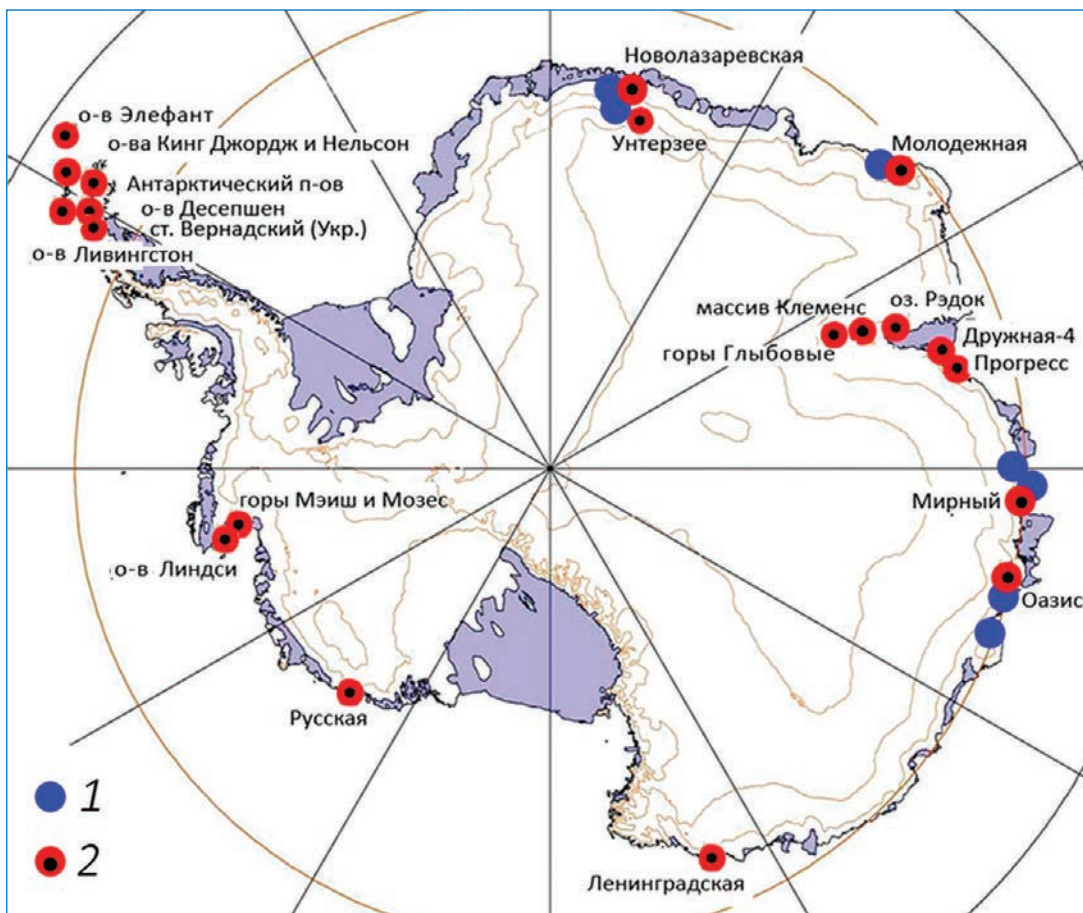 Новолазаревская
о-в Элефант
о-ва Кинг Джордж и Нельсон
Унтерзее
Молодежная
Антарктический п-ов
о-в Десепшен
ст. Вернадский (Укр.)
о-в Ливингстон
массив Клеменс
оз. Рэдок
Дружная-4
горы Глыбовые
Прогресс
горы Мэиш и Мозес
Мирный
о-в Линдси
Оазис
Русская
1
2
Ленинградская